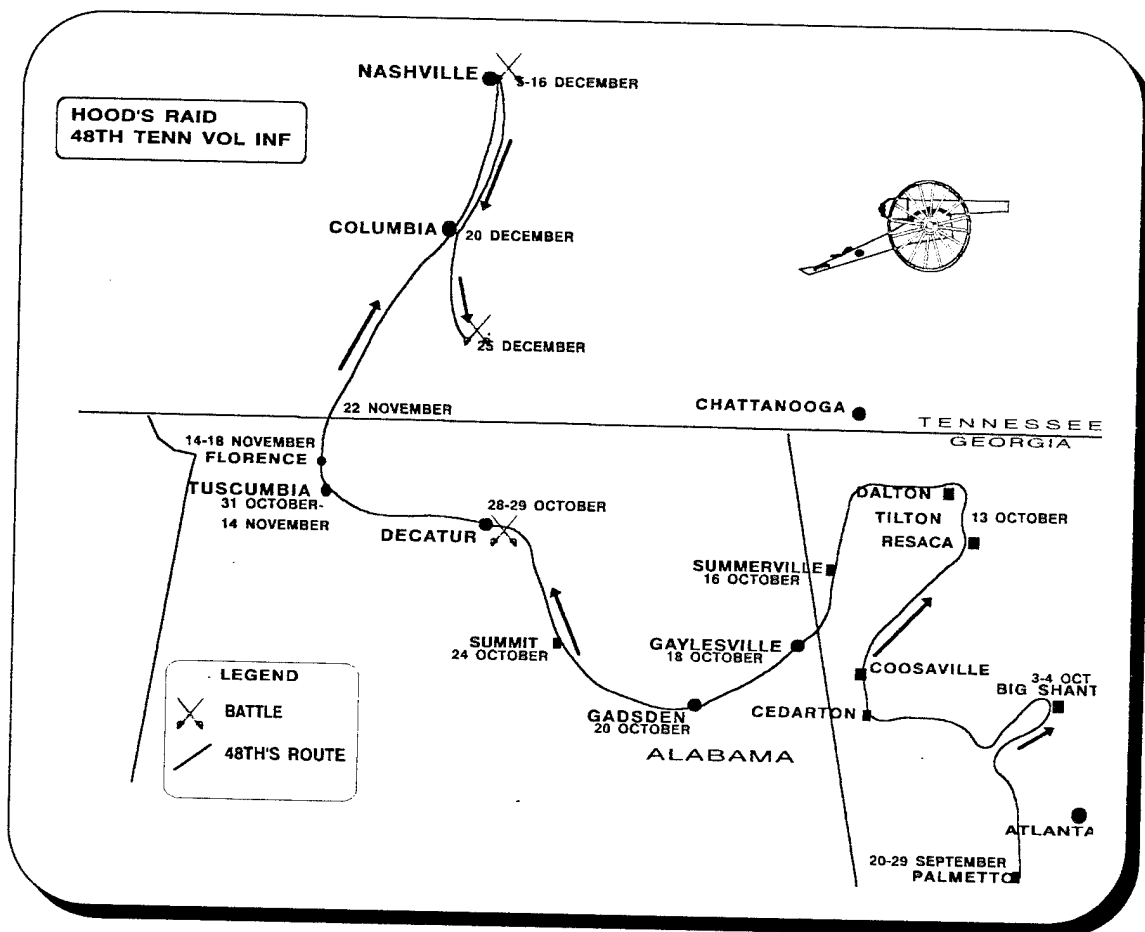 NASHVILLE
5-16 DECEMBER
HOOD'S RAID
48TH TENN VOL INF
COLUMBIA
20 DECEMBER
25 DECEMBER
22 NOVEMBER
CHATTANOOGA
TENNESSEE
GEORGIA
14-18 NOVEMBER
FLORENCE
TUSCUMBIA
31 OCTOBER-
14 NOVEMBER
28-29 OCTOBER
DECATUR
DALTON
TILTON
13 OCTOBER
RESACA
SUMMERVILLE
16 OCTOBER
SUMMIT
24 OCTOBER
GAYLESVILLE
18 OCTOBER
COOSAVILLE
3-4 OCT
BIG SHANT
CEDARTON
GADSDEN
20 OCTOBER
ALABAMA
LEGEND
BATTLE
48TH'S ROUTE
ATLANTA
20-29 SEPTEMBER
PALMETTO